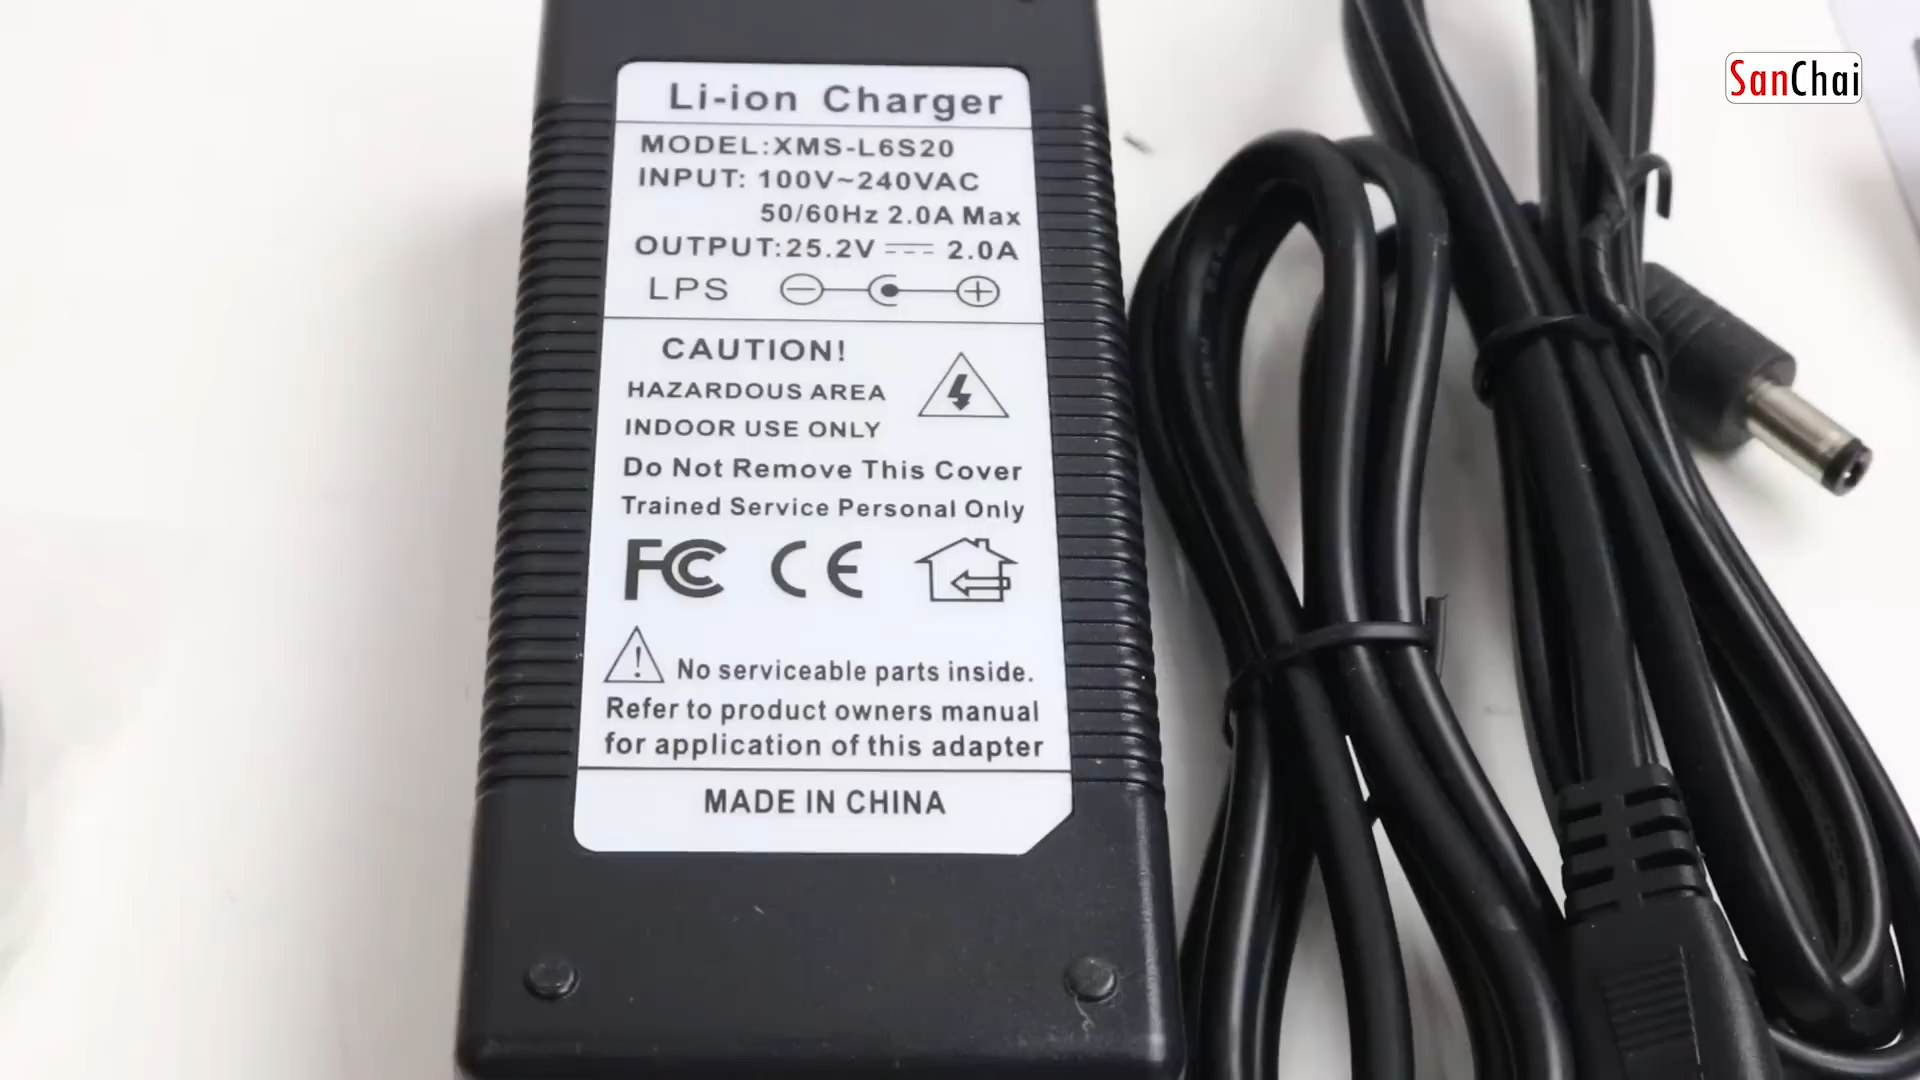 SanChai
Li-ion Charger
MODEL:XMS-L6S20
INPUT: 100V~240VAC
50/60Hz 2.0A Max
OUTPUT:25.2V ⎓ 2.0A
LPS
CAUTION!
HAZARDOUS AREA
INDOOR USE ONLY
Do Not Remove This Cover
Trained Service Personal Only
FC CE
No serviceable parts inside.
Refer to product owners manual
for application of this adapter
MADE IN CHINA